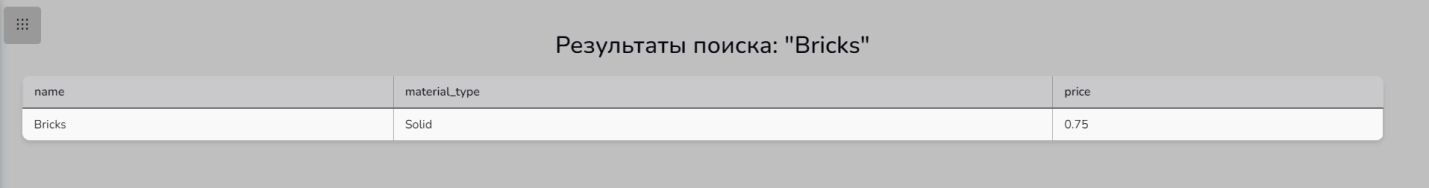 Результаты поиска: "Bricks"
name material_type price
Bricks Solid 0.75